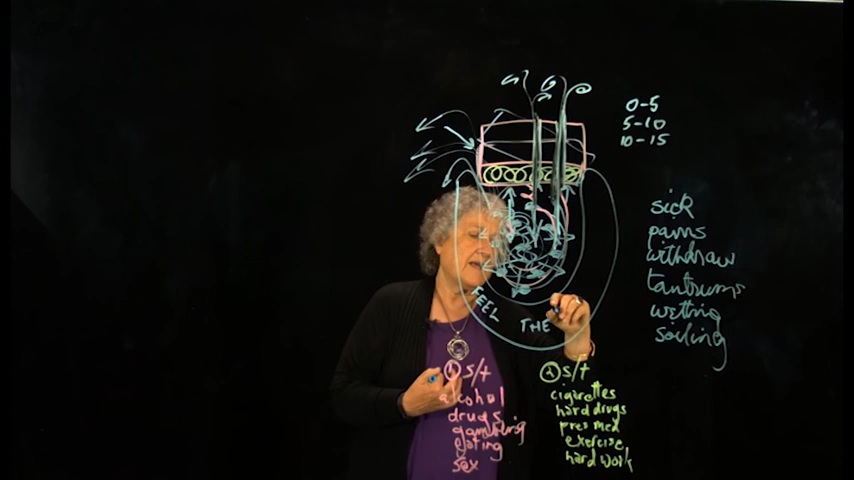 0-5
5-10
10-15
sick
pains
withdraw
tantrums
wetting
soiling
FEEL THE
① s/t
alcohol
drugs
gambling
eating
sex
② s/t
cigarettes
hard drugs
pres med
exercise
hard work